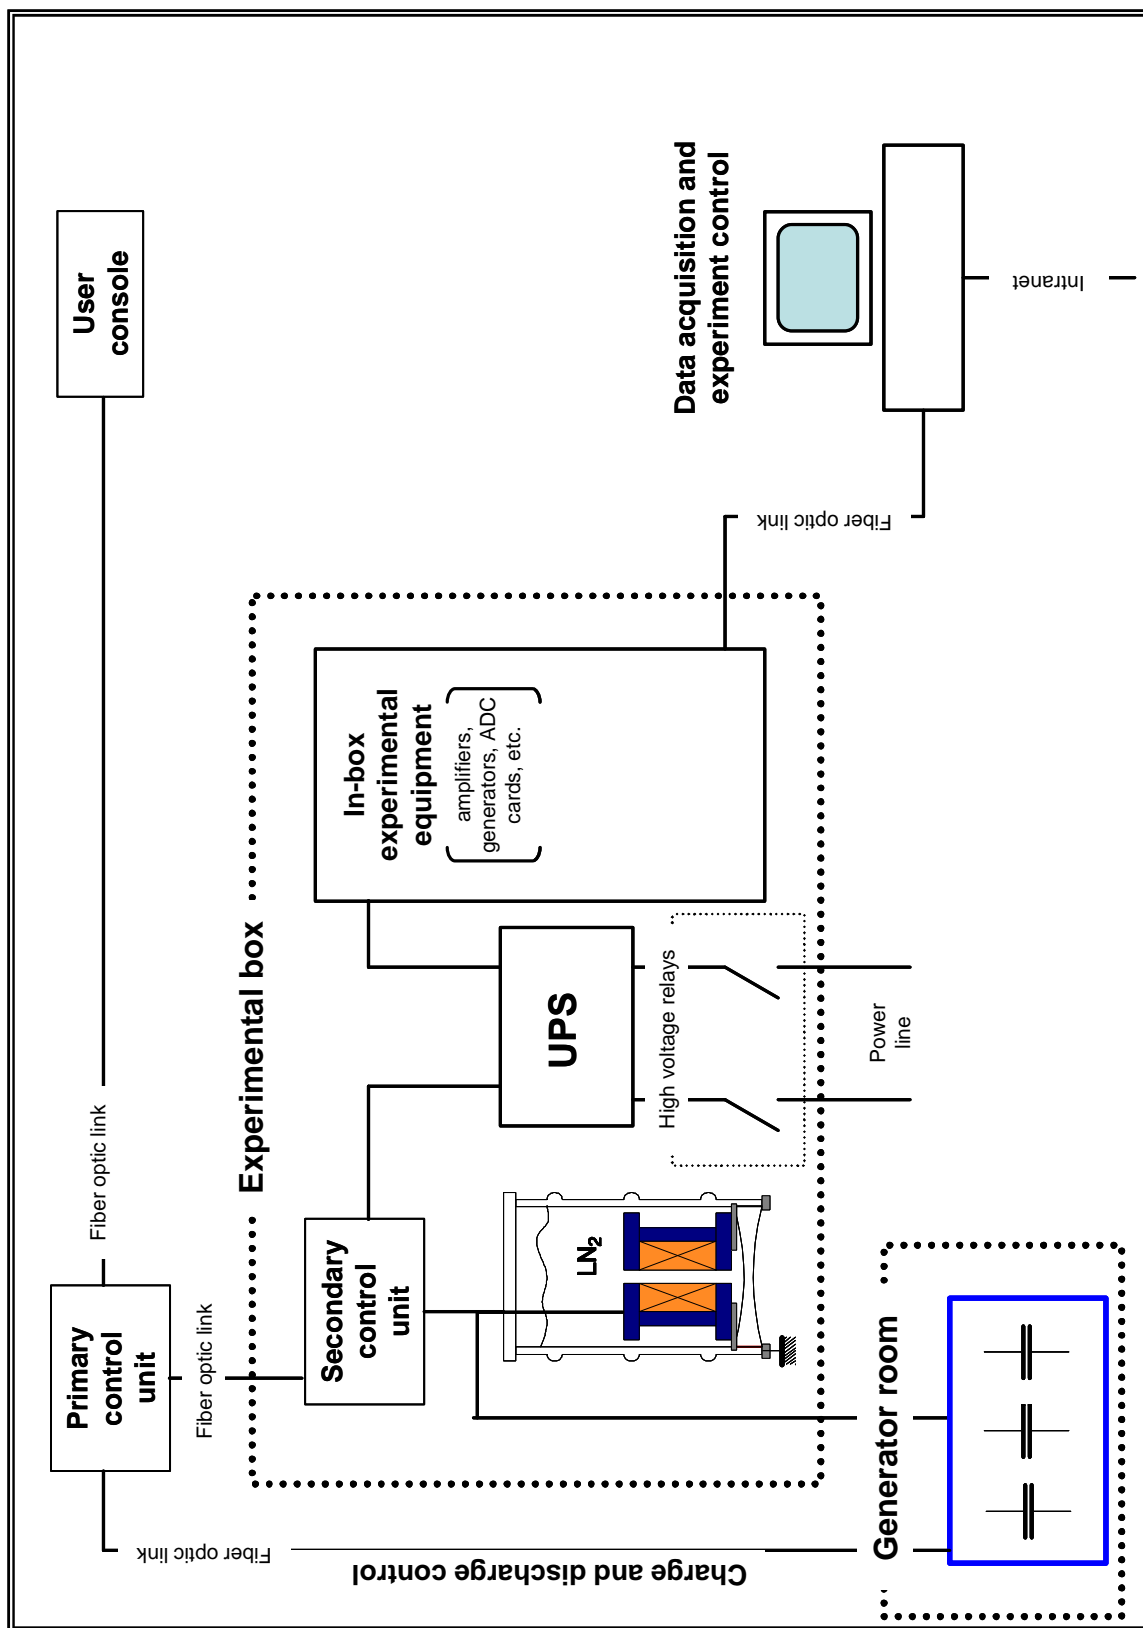 User
console
Fiber optic link
Primary
control
unit
Fiber optic link
Fiber optic link
Charge and discharge control
Experimental box
Secondary
control
unit
LN₂
UPS
High voltage relays
Power
line
In-box
experimental
equipment
amplifiers,
generators, ADC
cards, etc.
Fiber optic link
Data acquisition and
experiment control
Intranet
Generator room